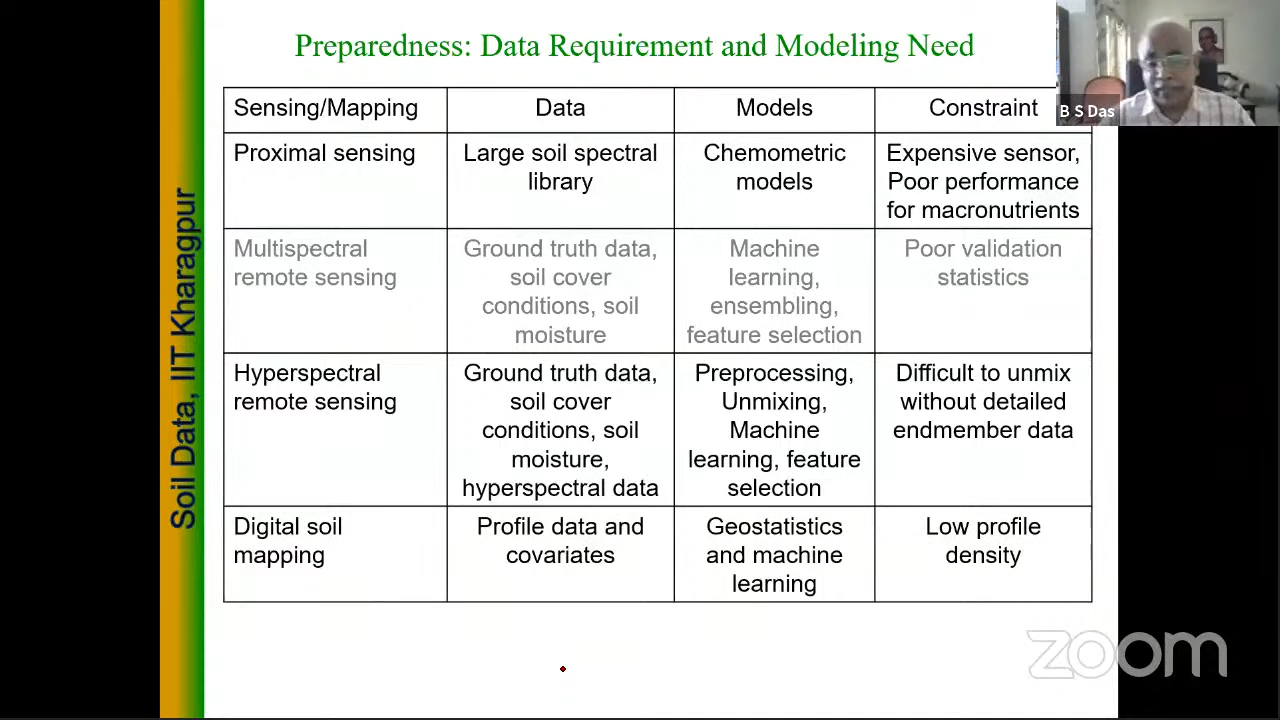 Preparedness: Data Requirement and Modeling Need
Sensing/Mapping
Data
Models
Constraint
Proximal sensing
Large soil spectral
library
Chemometric
models
Expensive sensor,
Poor performance
for macronutrients
Multispectral
remote sensing
Ground truth data,
soil cover
conditions, soil
moisture
Machine
learning,
ensembling,
feature selection
Poor validation
statistics
Hyperspectral
remote sensing
Ground truth data,
soil cover
conditions, soil
moisture,
hyperspectral data
Preprocessing,
Unmixing,
Machine
learning, feature
selection
Difficult to unmix
without detailed
endmember data
Digital soil
mapping
Profile data and
covariates
Geostatistics
and machine
learning
Low profile
density
Soil Data, IIT Kharagpur
B S Das
zoom